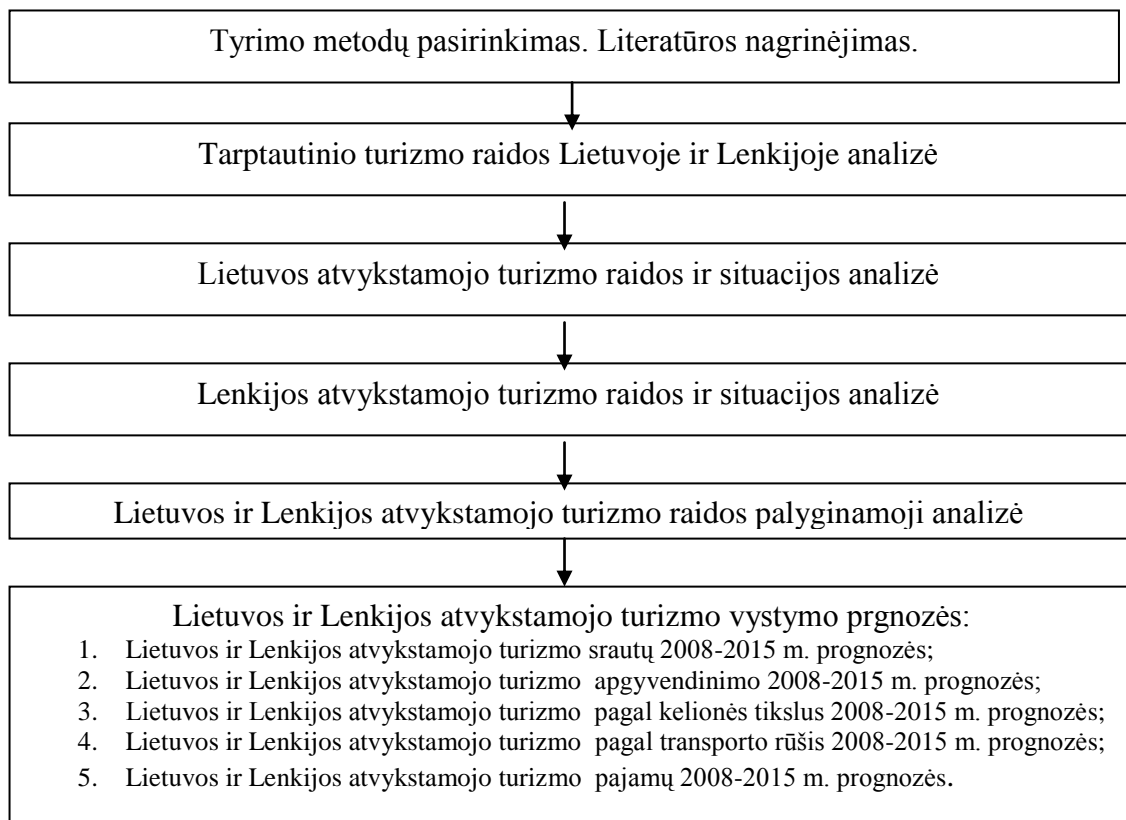 Tyrimo metodų pasirinkimas. Literatūros nagrinėjimas.
Tarptautinio turizmo raidos Lietuvoje ir Lenkijoje analizė
Lietuvos atvykstamojo turizmo raidos ir situacijos analizė
Lenkijos atvykstamojo turizmo raidos ir situacijos analizė
Lietuvos ir Lenkijos atvykstamojo turizmo raidos palyginamoji analizė
Lietuvos ir Lenkijos atvykstamojo turizmo vystymo prgnozės:
1. Lietuvos ir Lenkijos atvykstamojo turizmo srautų 2008-2015 m. prognozės;
2. Lietuvos ir Lenkijos atvykstamojo turizmo apgyvendinimo 2008-2015 m. prognozės;
3. Lietuvos ir Lenkijos atvykstamojo turizmo pagal kelionės tikslus 2008-2015 m. prognozės;
4. Lietuvos ir Lenkijos atvykstamojo turizmo pagal transporto rūšis 2008-2015 m. prognozės;
5. Lietuvos ir Lenkijos atvykstamojo turizmo pajamų 2008-2015 m. prognozės.